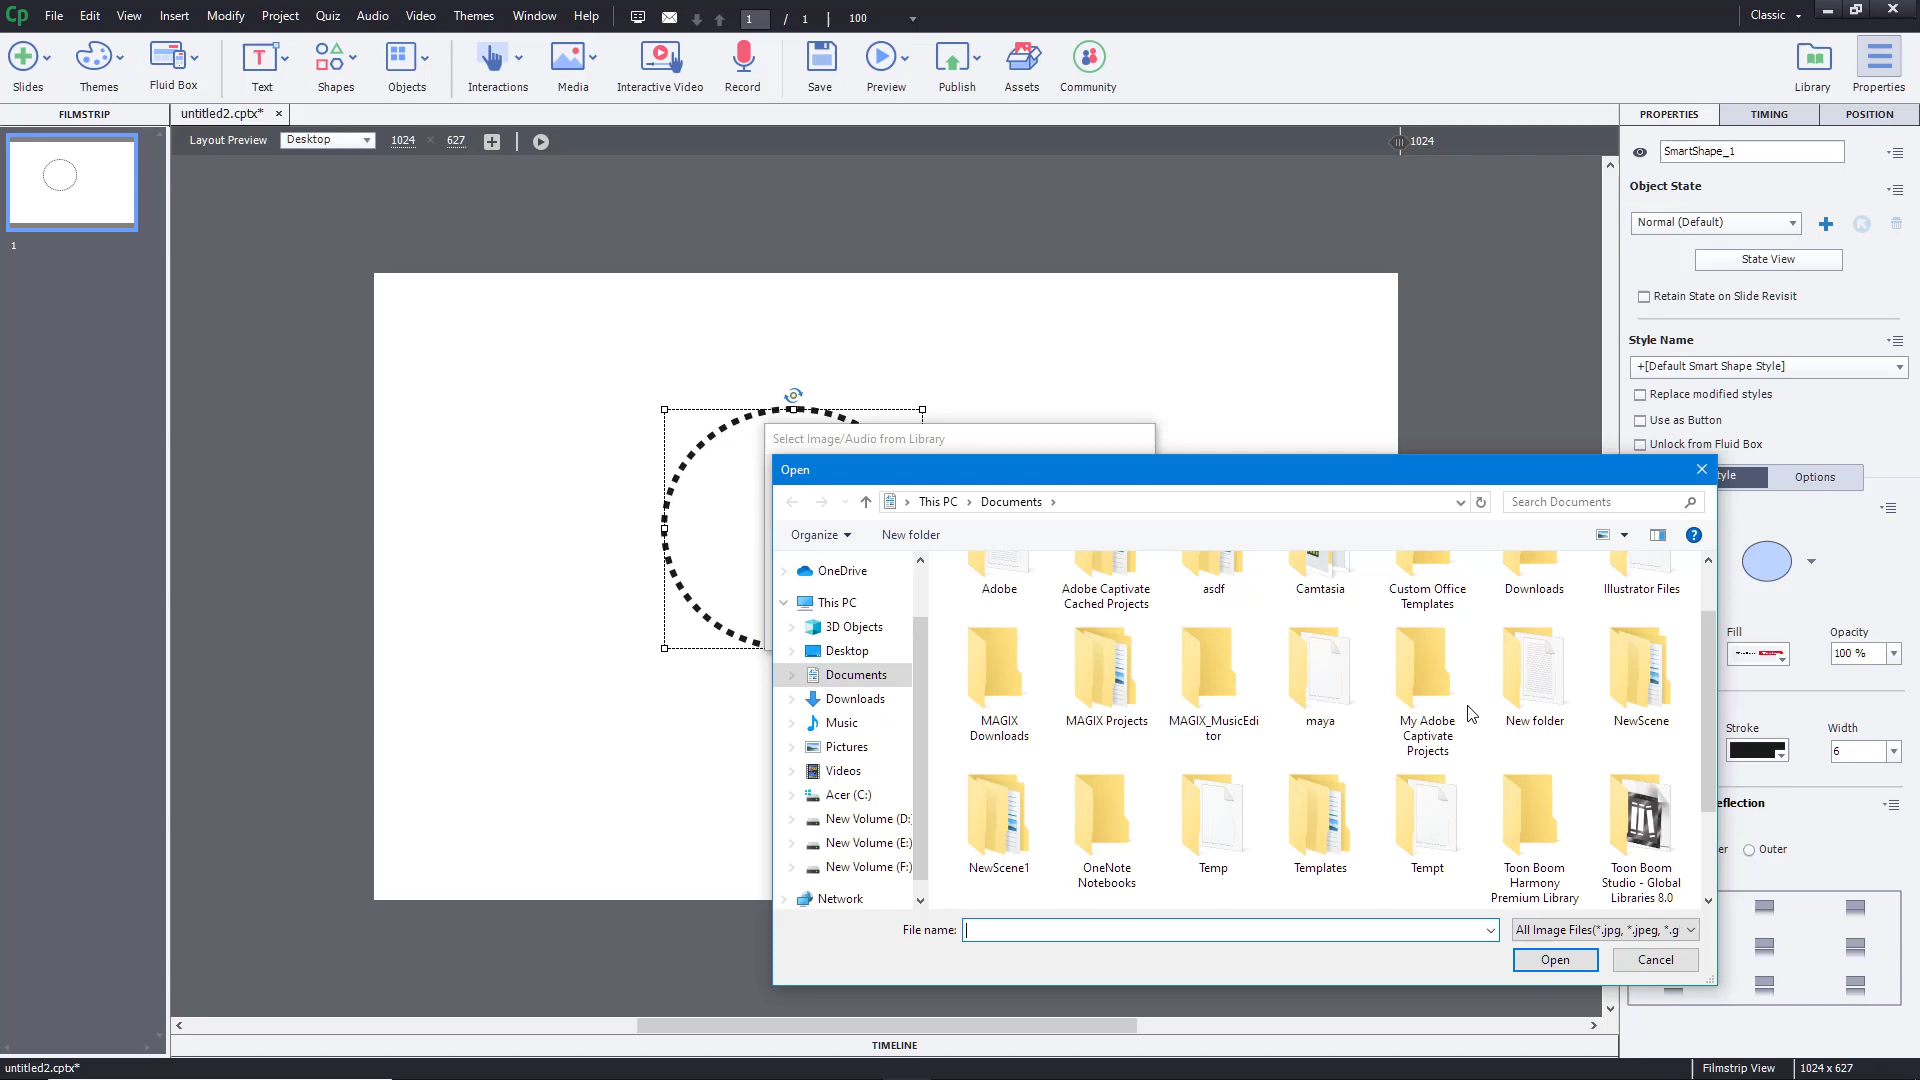 Cp File Edit View Insert Modify Project Quiz Audio Video Themes Window Help 1 / 1 100 Classic
Slides Themes Fluid Box Text Shapes Objects Interactions Media Interactive Video Record Save Preview Publish Assets Community Library Properties
FILMSTRIP untitled2.cptx* PROPERTIES TIMING POSITION
Layout Preview Desktop 1024 × 627 1024
1
SmartShape_1
Object State
Normal (Default)
State View
Retain State on Slide Revisit
Style Name
+[Default Smart Shape Style]
Replace modified styles
Use as Button
Unlock from Fluid Box
tyle Options
Fill Opacity
100 %
Stroke Width
6
eflection
er Outer
Select Image/Audio from Library
Open
This PC Documents
Search Documents
Organize New folder
OneDrive
This PC
3D Objects
Desktop
Documents
Downloads
Music
Pictures
Videos
Acer (C:)
New Volume (D:)
New Volume (E:)
New Volume (F:)
Network
Adobe
Adobe Captivate
Cached Projects
asdf
Camtasia
Custom Office
Templates
Downloads
Illustrator Files
MAGIX
Downloads
MAGIX Projects
MAGIX_MusicEdi
tor
maya
My Adobe
Captivate
Projects
New folder
NewScene
NewScene1
OneNote
Notebooks
Temp
Templates
Tempt
Toon Boom
Harmony
Premium Library
Toon Boom
Studio - Global
Libraries 8.0
File name:
All Image Files(*.jpg, *.jpeg, *.g
Open Cancel
TIMELINE
untitled2.cptx* Filmstrip View 1024 x 627